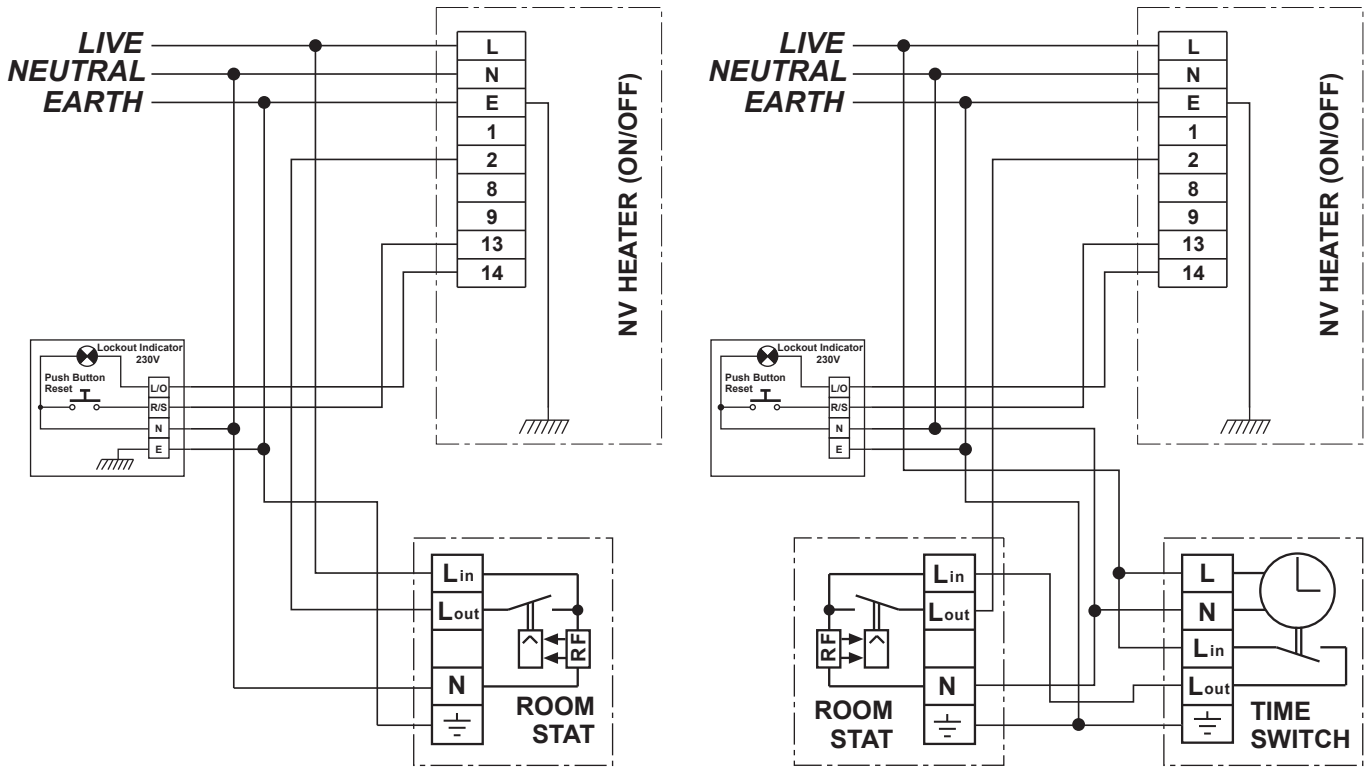 LIVE
NEUTRAL
EARTH
L
N
E
1
2
8
9
13
14
NV HEATER (ON/OFF)
Lockout Indicator
230V
Push Button
Reset
L/O
R/S
N
E
Lin
Lout
N
RF
ROOM
STAT
LIVE
NEUTRAL
EARTH
L
N
E
1
2
8
9
13
14
NV HEATER (ON/OFF)
Lockout Indicator
230V
Push Button
Reset
L/O
R/S
N
E
Lin
Lout
N
RF
ROOM
STAT
L
N
Lin
Lout
TIME
SWITCH